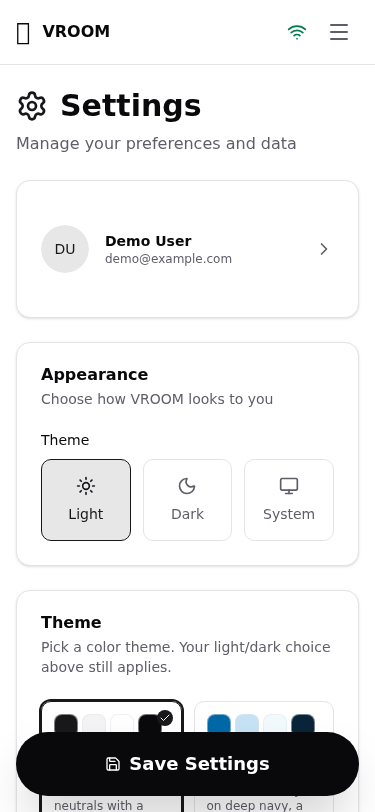 VROOM
Settings
Manage your preferences and data
DU
Demo User
demo@example.com
Appearance
Choose how VROOM looks to you
Theme
Light
Dark
System
Theme
Pick a color theme. Your light/dark choice
above still applies.
Save Settings
neutrals with a
on deep navy, a